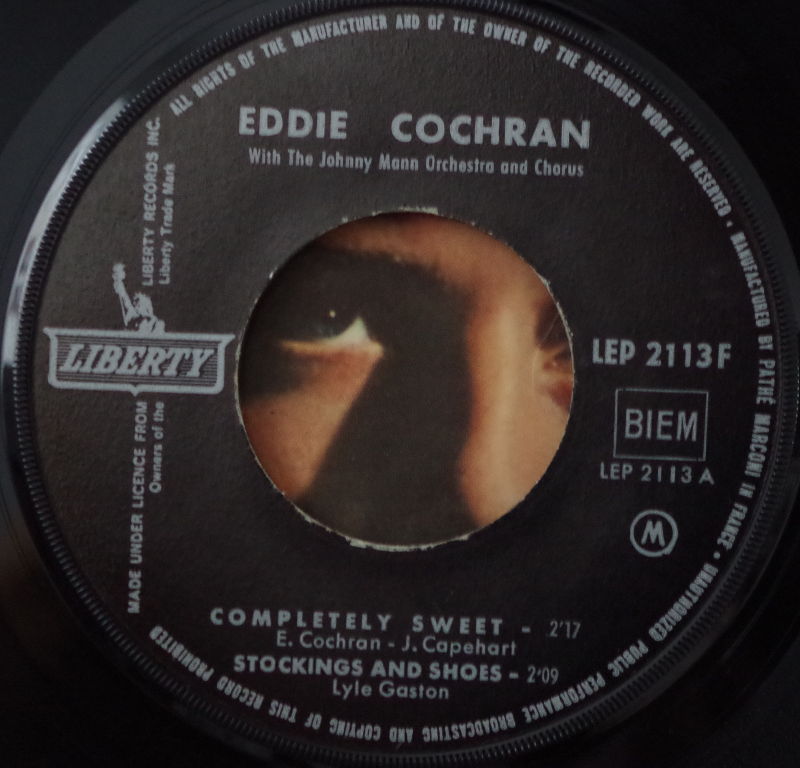 ALL RIGHTS OF THE MANUFACTURER AND OF THE OWNER OF THE RECORDED WORK ARE RESERVED • MANUFACTURED BY PATHÉ MARCONI IN FRANCE • UNAUTHORIZED PUBLIC PERFORMANCE BROADCASTING AND COPYING OF THIS RECORD PROHIBITED
EDDIE COCHRAN
With The Johnny Mann Orchestra and Chorus
LIBERTY RECORDS INC.
Liberty Trade Mark
LIBERTY
MADE UNDER LICENCE FROM
Owners of the
LEP 2113 F
BIEM
LEP 2113 A
M
COMPLETELY SWEET - 2'17
E. Cochran - J. Capehart
STOCKINGS AND SHOES - 2'09
Lyle Gaston